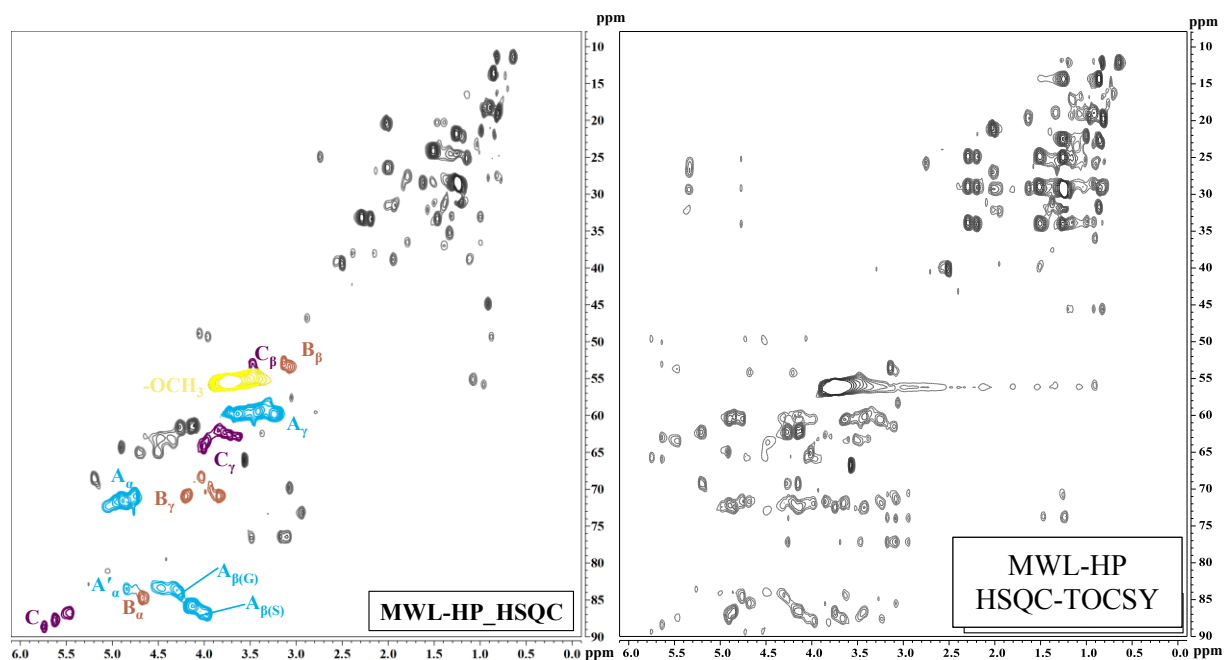 ppm
10
15
20
25
30
35
40
45
50
55
60
65
70
75
80
85
90
6.0 5.5 5.0 4.5 4.0 3.5 3.0 2.5 2.0 1.5 1.0 0.5 0.0 ppm
Cβ
Bβ
-OCH3
Aγ
Cγ
Aα
Bγ
A'α
Bα
Aβ(G)
Aβ(S)
C
MWL-HP_HSQC
ppm
10
15
20
25
30
35
40
45
50
55
60
65
70
75
80
85
90
6.0 5.5 5.0 4.5 4.0 3.5 3.0 2.5 2.0 1.5 1.0 0.5 0.0 ppm
MWL-HP
HSQC-TOCSY